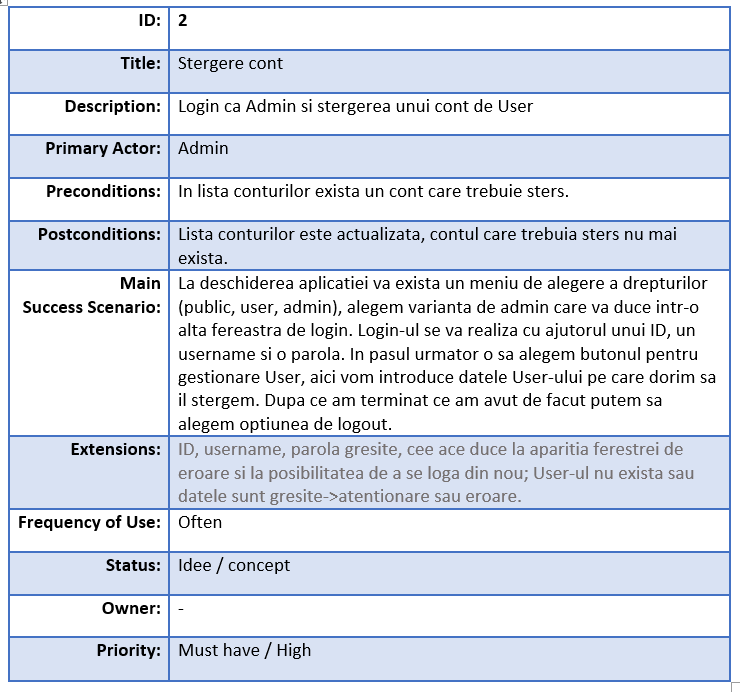 ID: 2
Title: Stergere cont
Description: Login ca Admin si stergerea unui cont de User
Primary Actor: Admin
Preconditions: In lista conturilor exista un cont care trebuie sters.
Postconditions: Lista conturilor este actualizata, contul care trebuia sters nu mai
exista.
Main La deschiderea aplicatiei va exista un meniu de alegere a drepturilor
Success Scenario: (public, user, admin), alegem varianta de admin care va duce intr-o
alta fereastra de login. Login-ul se va realiza cu ajutorul unui ID, un
username si o parola. In pasul urmator o sa alegem butonul pentru
gestionare User, aici vom introduce datele User-ului pe care dorim sa
il stergem. Dupa ce am terminat ce am avut de facut putem sa
alegem optiunea de logout.
Extensions: ID, username, parola gresite, cee ace duce la aparitia ferestrei de
eroare si la posibilitatea de a se loga din nou; User-ul nu exista sau
datele sunt gresite->atentionare sau eroare.
Frequency of Use: Often
Status: Idee / concept
Owner: -
Priority: Must have / High